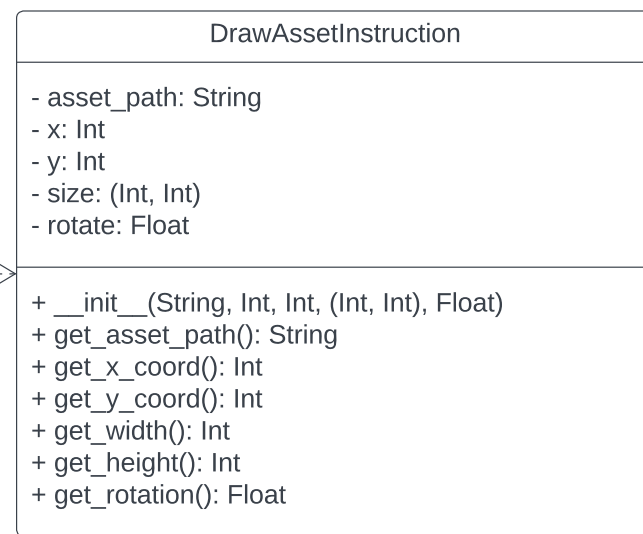 DrawAssetInstruction
- asset_path: String
- x: Int
- y: Int
- size: (Int, Int)
- rotate: Float
+ __init__(String, Int, Int, (Int, Int), Float)
+ get_asset_path(): String
+ get_x_coord(): Int
+ get_y_coord(): Int
+ get_width(): Int
+ get_height(): Int
+ get_rotation(): Float